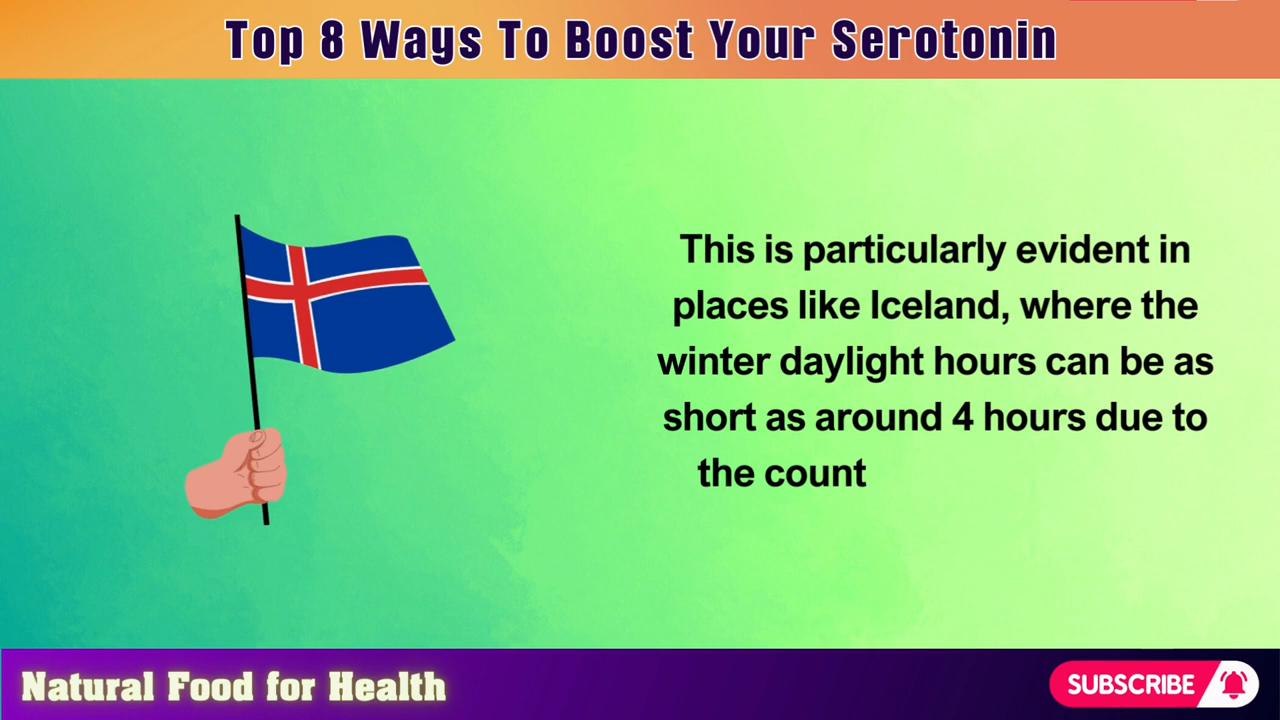 Top 8 Ways To Boost Your Serotonin
This is particularly evident in
places like Iceland, where the
winter daylight hours can be as
short as around 4 hours due to
the count
Natural Food for Health
SUBSCRIBE